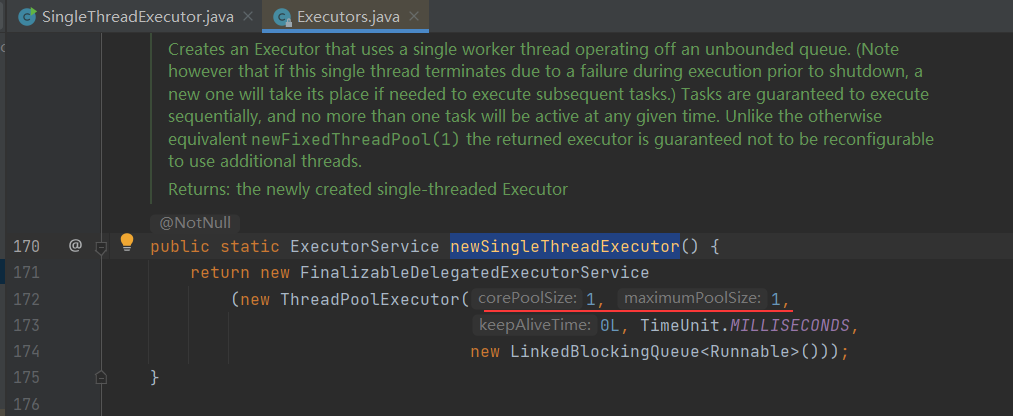 SingleThreadExecutor.java × Executors.java ×
Creates an Executor that uses a single worker thread operating off an unbounded queue. (Note
however that if this single thread terminates due to a failure during execution prior to shutdown, a
new one will take its place if needed to execute subsequent tasks.) Tasks are guaranteed to execute
sequentially, and no more than one task will be active at any given time. Unlike the otherwise
equivalent newFixedThreadPool(1) the returned executor is guaranteed not to be reconfigurable
to use additional threads.
Returns: the newly created single-threaded Executor
@NotNull
170 @ public static ExecutorService newSingleThreadExecutor() {
171 return new FinalizableDelegatedExecutorService
172 (new ThreadPoolExecutor( corePoolSize: 1, maximumPoolSize: 1,
173 keepAliveTime: 0L, TimeUnit.MILLISECONDS,
174 new LinkedBlockingQueue<Runnable>()));
175 }
176